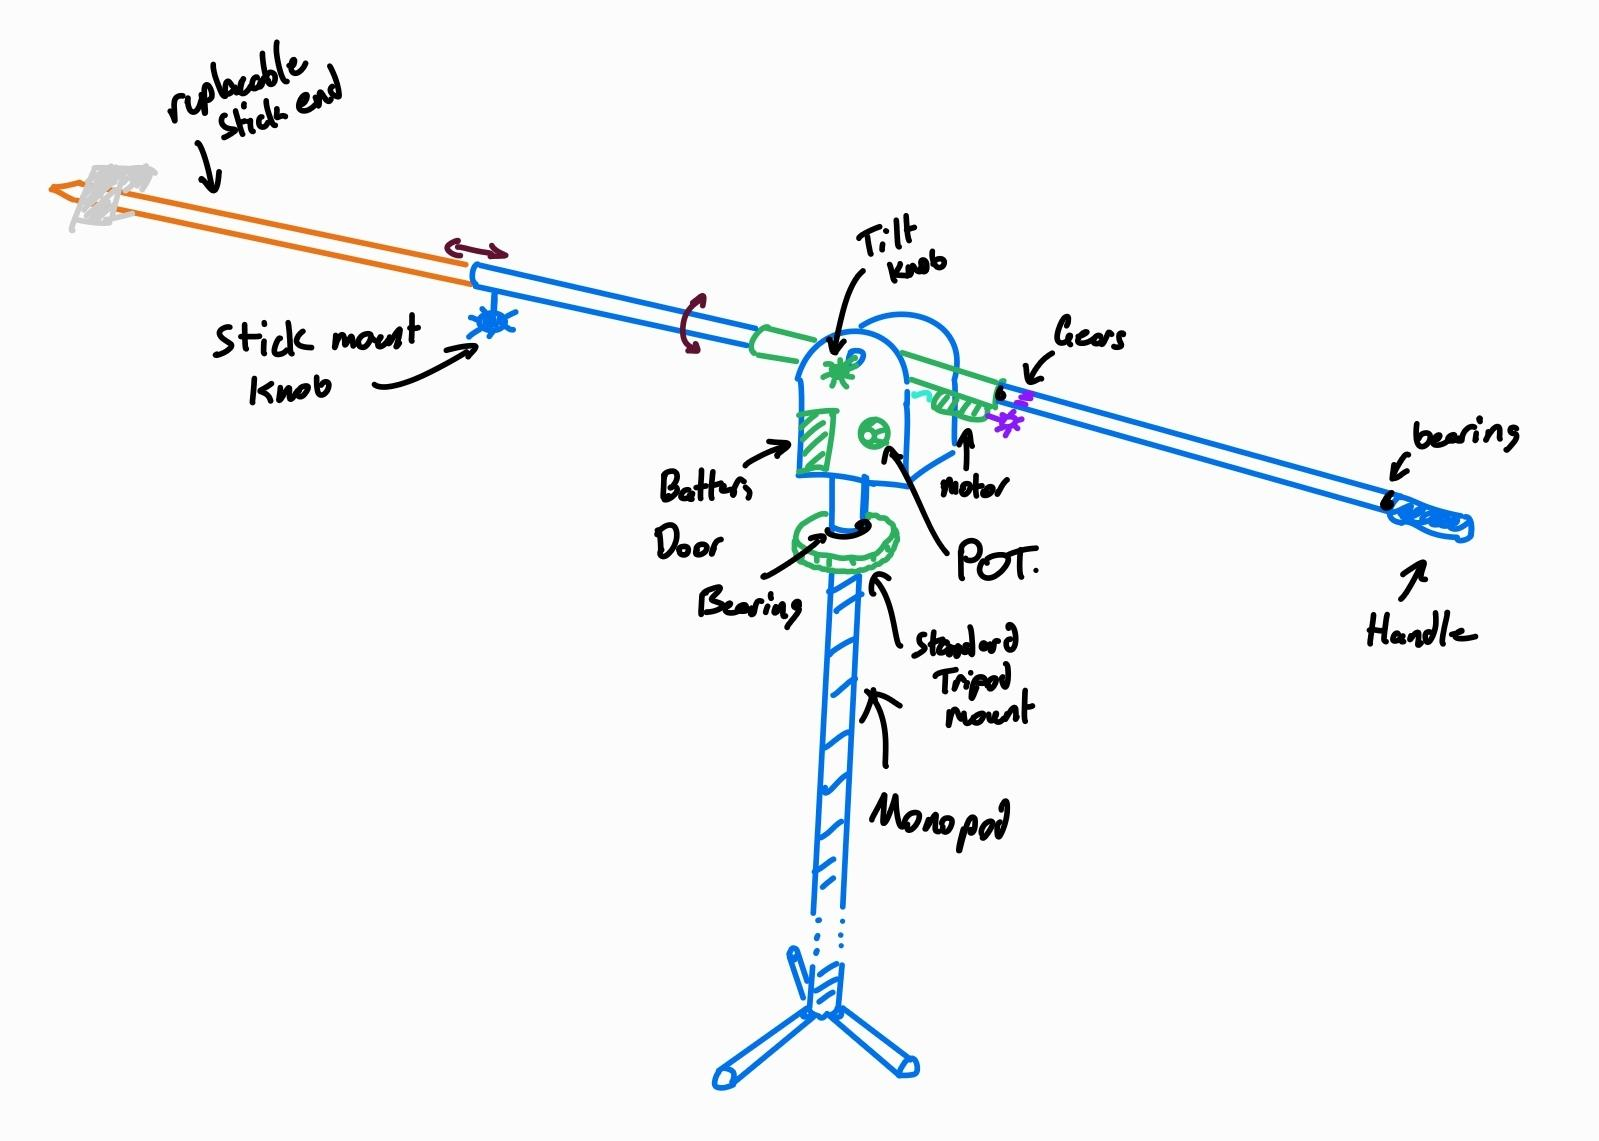 ruplacable
stick end
Tilt
Knob
Gears
Stick mount
Knob
bearing
Battery
Door
motor
Bearing
POT.
Handle
Standard
Tripod
mount
Monopod